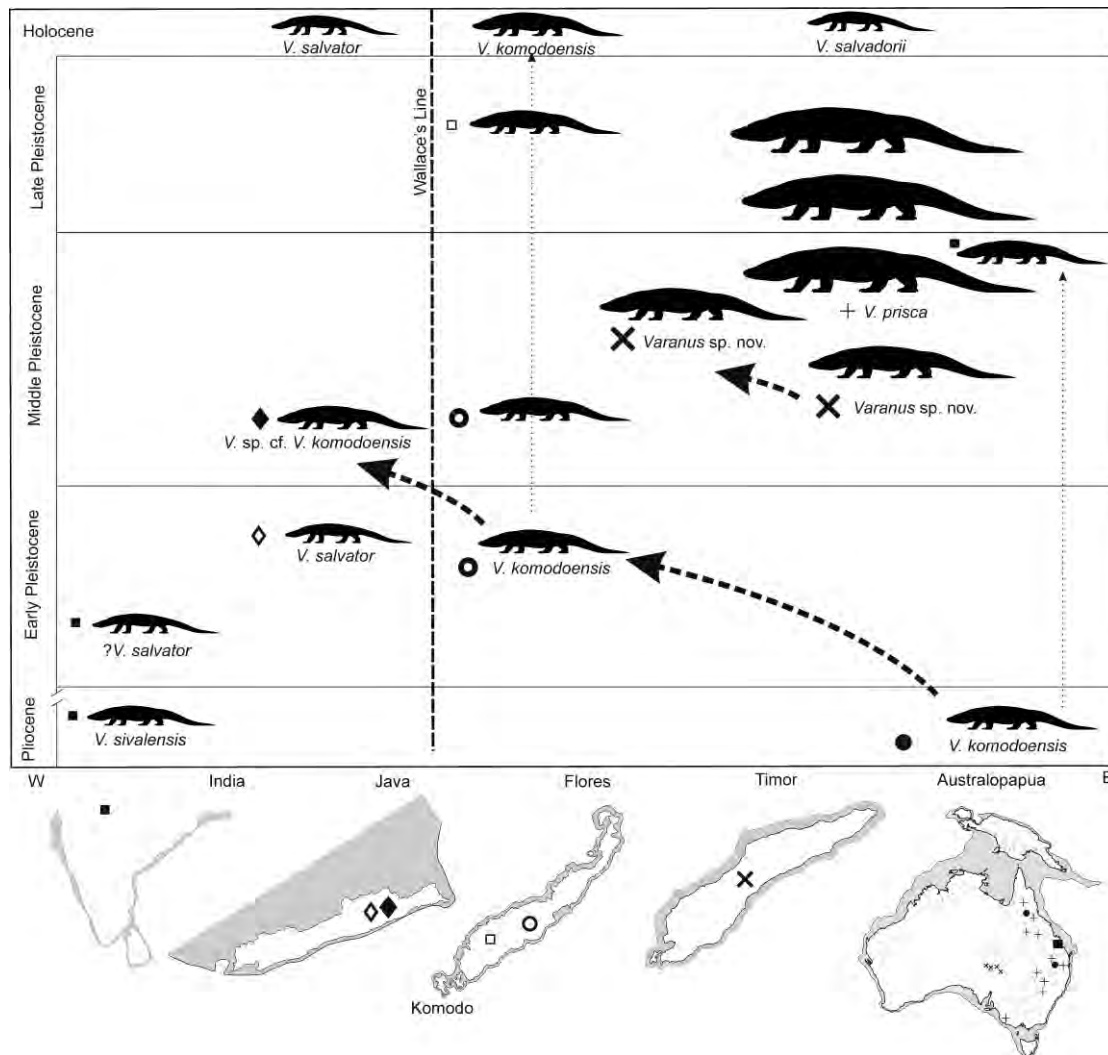 Holocene
V. salvator
V. komodoensis
V. salvadorii
Late Pleistocene
Wallace's Line
Middle Pleistocene
V. prisca
Varanus sp. nov.
Varanus sp. nov.
V. sp. cf. V. komodoensis
Early Pleistocene
V. salvator
V. komodoensis
?V. salvator
Pliocene
V. sivalensis
V. komodoensis
W India Java Flores Timor Australopapua E
Komodo